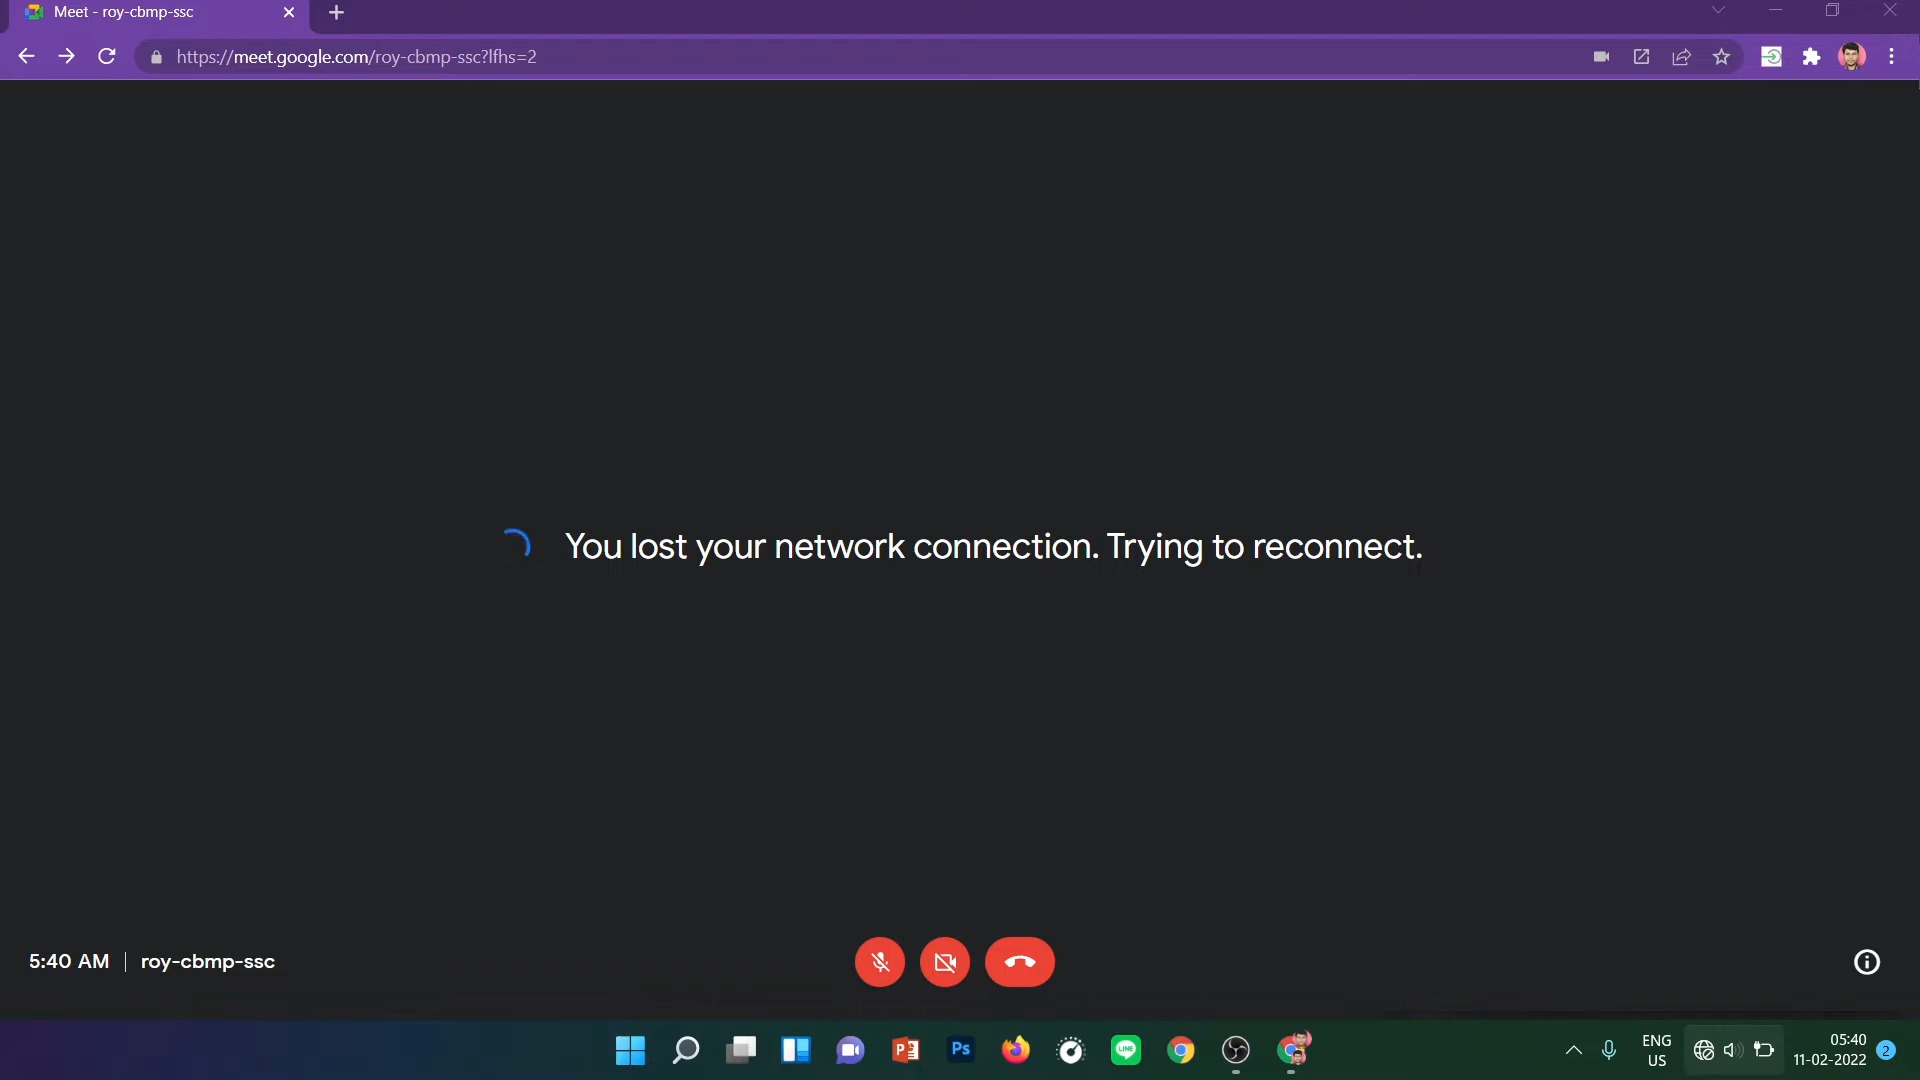 Meet - roy-cbmp-ssc
https://meet.google.com/roy-cbmp-ssc?lfhs=2
You lost your network connection. Trying to reconnect.
5:40 AM | roy-cbmp-ssc
P
Ps
LINE
ENG
US
05:40
11-02-2022
2